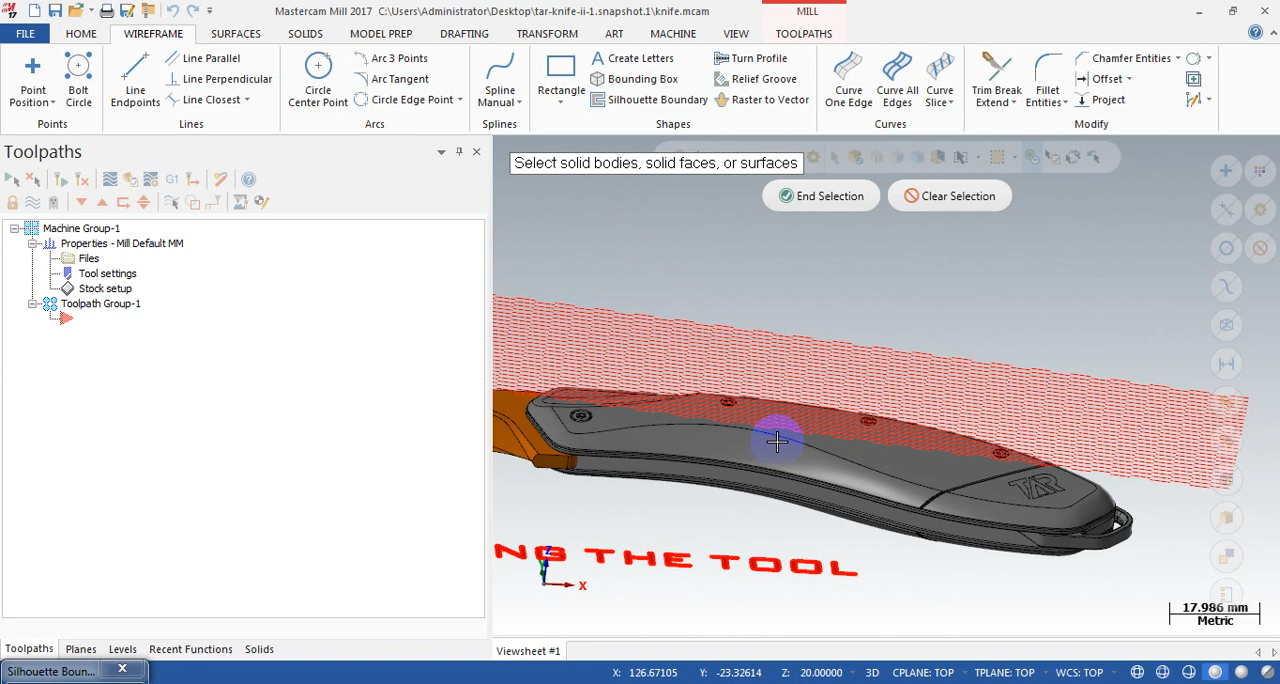 Mastercam Mill 2017 C:\Users\Administrator\Desktop\tar-knife-ii-1.snapshot.1\knife.mcam
MILL
FILE HOME WIREFRAME SURFACES SOLIDS MODEL PREP DRAFTING TRANSFORM ART MACHINE VIEW TOOLPATHS
Point Position
Bolt Circle
Points
Line Endpoints
Line Parallel
Line Perpendicular
Line Closest
Lines
Circle Center Point
Arc 3 Points
Arc Tangent
Circle Edge Point
Arcs
Spline Manual
Splines
Rectangle
Create Letters
Bounding Box
Silhouette Boundary
Turn Profile
Relief Groove
Raster to Vector
Shapes
Curve One Edge
Curve All Edges
Curve Slice
Curves
Trim Break Extend
Fillet Entities
Chamfer Entities
Offset
Project
Modify
Toolpaths
G1
Machine Group-1
Properties - Mill Default MM
Files
Tool settings
Stock setup
Toolpath Group-1
Select solid bodies, solid faces, or surfaces
End Selection
Clear Selection
TAR
NG THE TOOL
Z
X
17.986 mm
Metric
Toolpaths Planes Levels Recent Functions Solids
Viewsheet #1
Silhouette Boun...
X: 126.67105 Y: -23.32614 Z: 20.00000 3D CPLANE: TOP TPLANE: TOP WCS: TOP